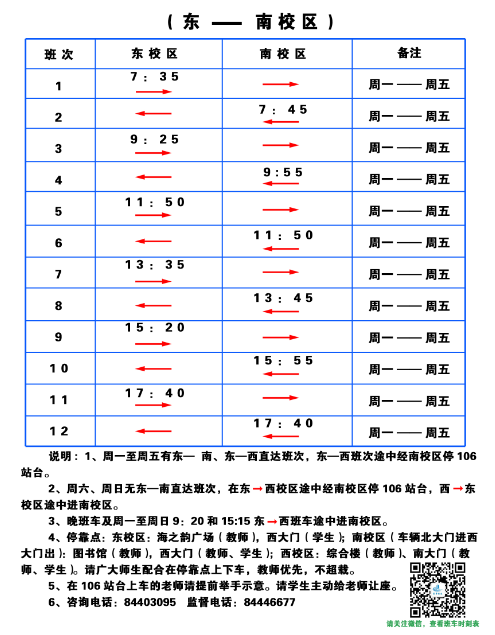 （东 —— 南校区）
班次 东校区 南校区 备注
1 7：35 → 周一——周五
2 ← 7：45 ← 周一——周五
3 9：25 → → 周一——周五
4 ← 9:55 ← 周一——周五
5 11：50 → → 周一——周五
6 ← 11：50 ← 周一——周五
7 13：35 → → 周一——周五
8 ← 13：45 ← 周一——周五
9 15：20 → 周一——周五
10 ← 15：55 ← 周一——周五
11 17：40 → → 周一——周五
12 ← 17：40 ← 周一——周五
说明：1、周一至周五有东— 南、东—西直达班次，东—西班次途中经南校区停 106
站台。
2、周六、周日无东—南直达班次，在东→西校区途中经南校区停 106 站台，西→东
校区途中进南校区。
3、晚班车及周一至周日 9：20 和 15:15 东→西班车途中进南校区。
4、停靠点：东校区：海之韵广场（教师），西大门（学生）；南校区（车辆北大门进西
大门出）：图书馆（教师），西大门（教师、学生）；西校区：综合楼（教师）、南大门（教
师、学生）。请广大师生配合在停靠点上下车，教师优先，不超载。
5、在 106 站台上车的老师请提前举手示意。请学生主动给老师让座。
6、咨询电话：84403095 监督电话：84446677
请关注微信，查看班车时刻表